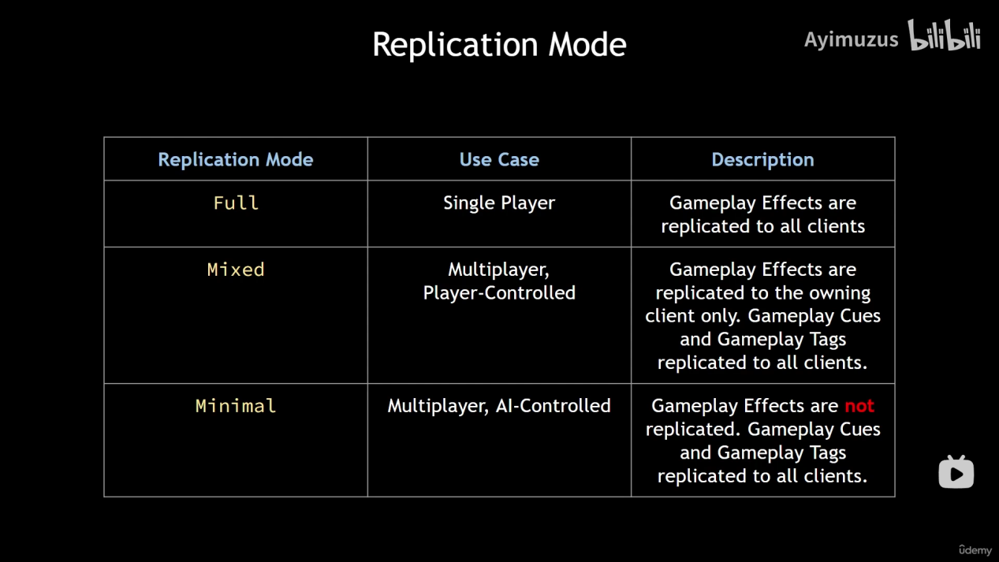 Replication Mode
Ayimuzus bilibili
Replication Mode
Use Case
Description
Full
Single Player
Gameplay Effects are
replicated to all clients
Mixed
Multiplayer,
Player-Controlled
Gameplay Effects are
replicated to the owning
client only. Gameplay Cues
and Gameplay Tags
replicated to all clients.
Minimal
Multiplayer, AI-Controlled
Gameplay Effects are not
replicated. Gameplay Cues
and Gameplay Tags
replicated to all clients.
ûdemy